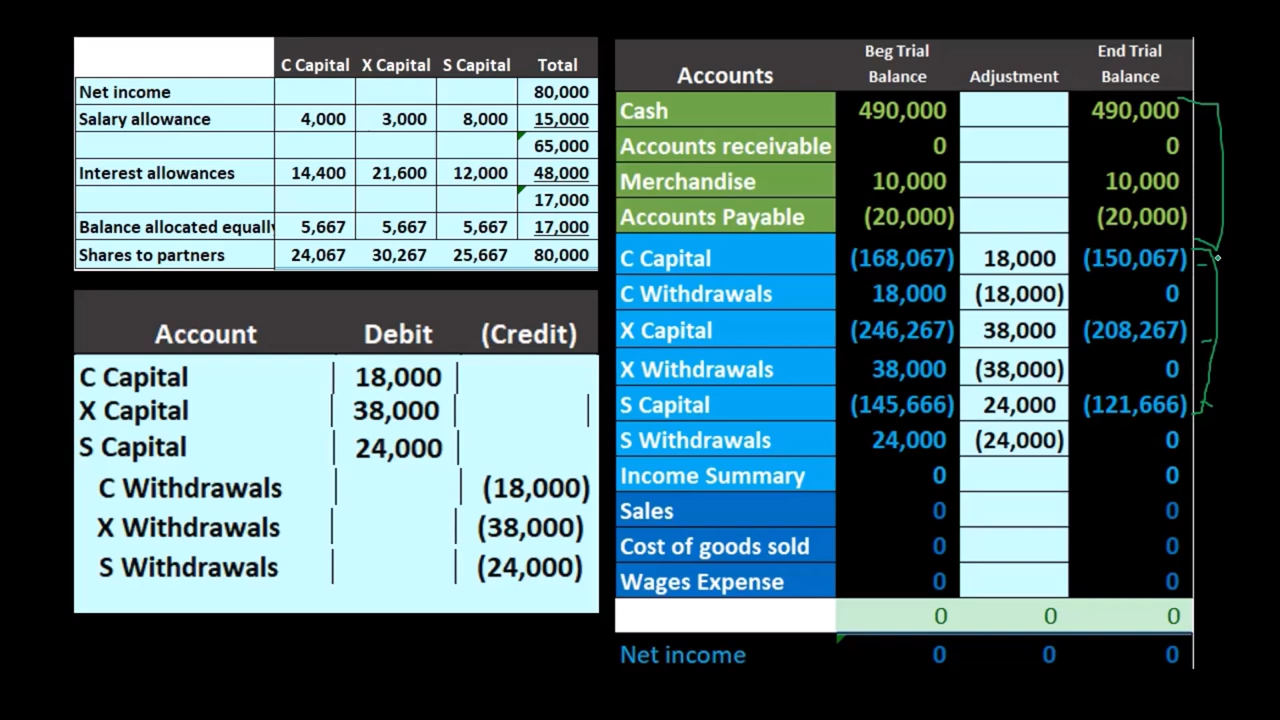 C Capital X Capital S Capital Total
Net income 80,000
Salary allowance 4,000 3,000 8,000 15,000
65,000
Interest allowances 14,400 21,600 12,000 48,000
17,000
Balance allocated equally 5,667 5,667 5,667 17,000
Shares to partners 24,067 30,267 25,667 80,000
Account Debit (Credit)
C Capital 18,000
X Capital 38,000
S Capital 24,000
C Withdrawals (18,000)
X Withdrawals (38,000)
S Withdrawals (24,000)
Accounts Beg Trial Balance Adjustment End Trial Balance
Cash 490,000 490,000
Accounts receivable 0 0
Merchandise 10,000 10,000
Accounts Payable (20,000) (20,000)
C Capital (168,067) 18,000 (150,067)
C Withdrawals 18,000 (18,000) 0
X Capital (246,267) 38,000 (208,267)
X Withdrawals 38,000 (38,000) 0
S Capital (145,666) 24,000 (121,666)
S Withdrawals 24,000 (24,000) 0
Income Summary 0 0
Sales 0 0
Cost of goods sold 0 0
Wages Expense 0 0
0 0 0
Net income 0 0 0